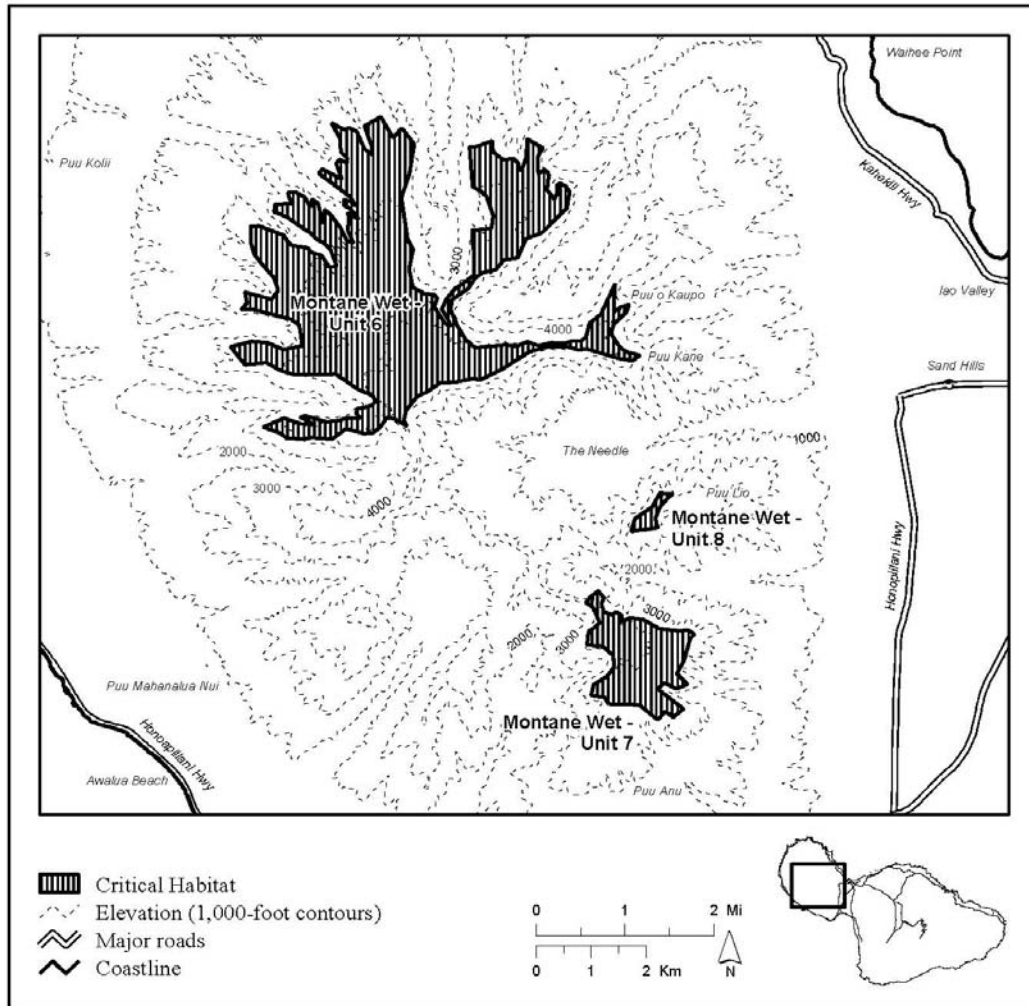 Waihee Point
Puu Kolii
Kahekili Hwy
3000
Iao Valley
Montane Wet -
Unit 6
Puu o Kaupo
4000
Puu Kane
Sand Hills
1000
2000
The Needle
3000
Puu Lio
4000
Montane Wet -
Unit 8
Honopiilani Hwy
2000
3000
2000
3000
Puu Mahanalua Nui
Montane Wet -
Unit 7
Honoapiilani Hwy
Awalua Beach
Puu Anu
Critical Habitat
Elevation (1,000-foot contours)
Major roads
Coastline
0 1 2 Mi
0 1 2 Km
N